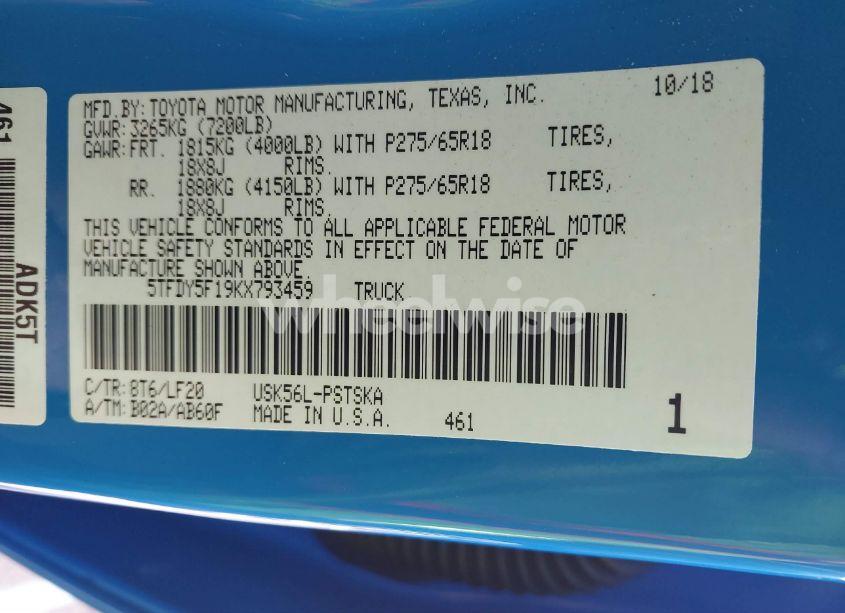 MFD.BY:TOYOTA MOTOR MANUFACTURING, TEXAS, INC. 10/18
GVWR:3265KG (7200LB)
GAWR:FRT. 1815KG (4000LB) WITH P275/65R18 TIRES,
18X8J RIMS.
RR. 1880KG (4150LB) WITH P275/65R18 TIRES,
18X8J RIMS.
THIS VEHICLE CONFORMS TO ALL APPLICABLE FEDERAL MOTOR
VEHICLE SAFETY STANDARDS IN EFFECT ON THE DATE OF
MANUFACTURE SHOWN ABOVE.
5TFDY5F19KX793459 TRUCK
wheelwise
C/TR:8T6/LF20 USK56L-PSTSKA
A/TM:B02A/AB60F MADE IN U.S.A. 461 1
461
ADK5T